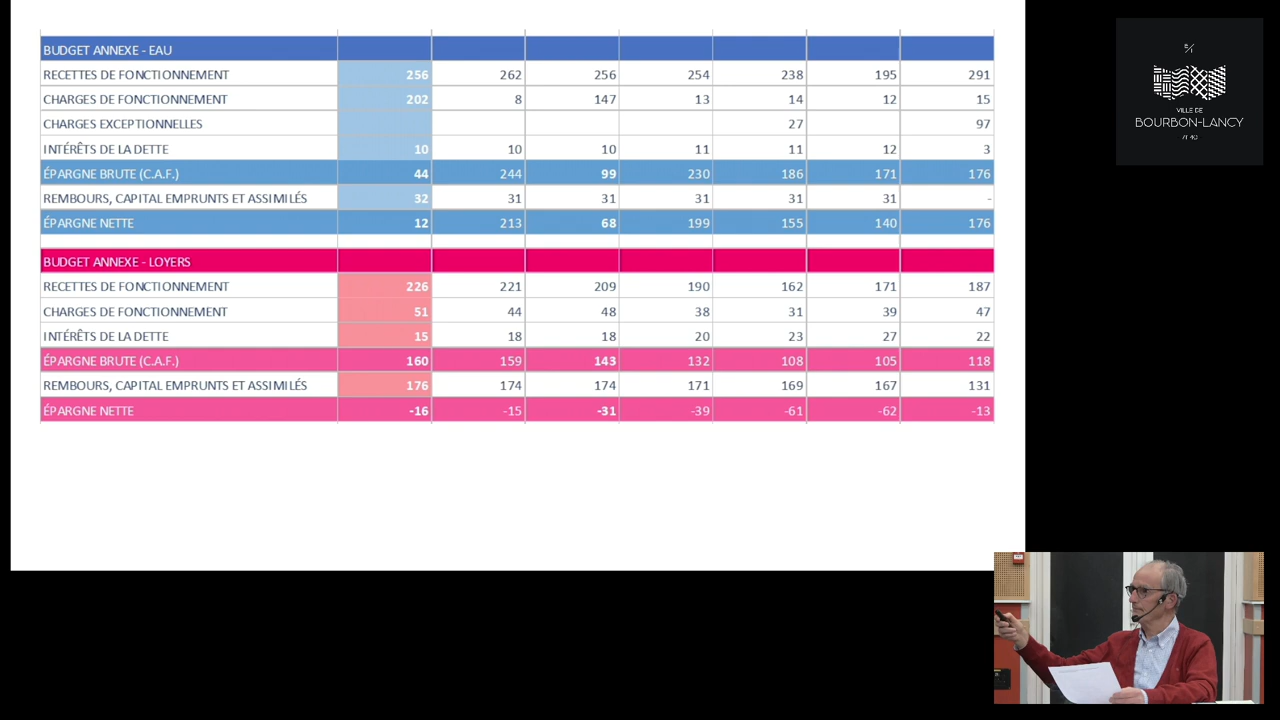 BUDGET ANNEXE - EAU
RECETTES DE FONCTIONNEMENT 256 262 256 254 238 195 291
CHARGES DE FONCTIONNEMENT 202 8 147 13 14 12 15
CHARGES EXCEPTIONNELLES 27 97
INTÉRÊTS DE LA DETTE 10 10 10 11 11 12 3
ÉPARGNE BRUTE (C.A.F.) 44 244 99 230 186 171 176
REMBOURS, CAPITAL EMPRUNTS ET ASSIMILÉS 32 31 31 31 31 31 -
ÉPARGNE NETTE 12 213 68 199 155 140 176
BUDGET ANNEXE - LOYERS
RECETTES DE FONCTIONNEMENT 226 221 209 190 162 171 187
CHARGES DE FONCTIONNEMENT 51 44 48 38 31 39 47
INTÉRÊTS DE LA DETTE 15 18 18 20 23 27 22
ÉPARGNE BRUTE (C.A.F.) 160 159 143 132 108 105 118
REMBOURS, CAPITAL EMPRUNTS ET ASSIMILÉS 176 174 174 171 169 167 131
ÉPARGNE NETTE -16 -15 -31 -39 -61 -62 -13
VILLE DE
BOURBON-LANCY